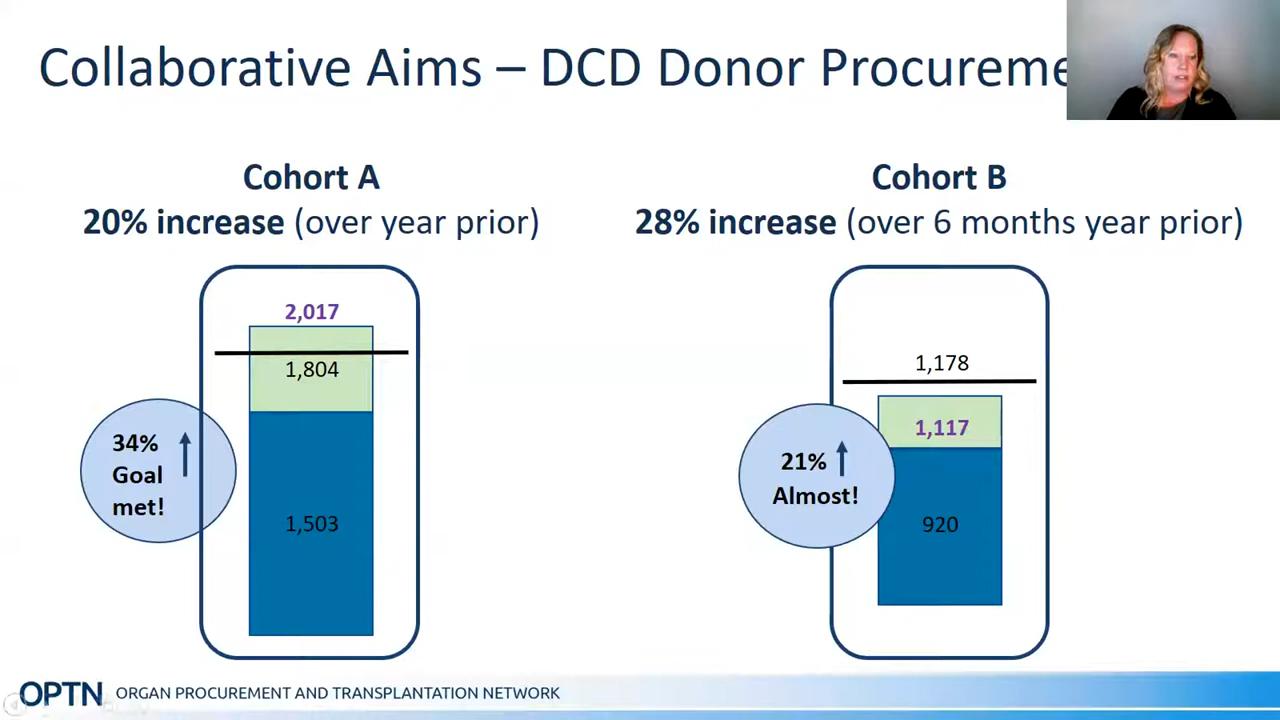 Collaborative Aims – DCD Donor Procureme
Cohort A
20% increase (over year prior)
2,017
1,804
34%
Goal
met!
1,503
Cohort B
28% increase (over 6 months year prior)
1,178
1,117
21%
Almost!
920
OPTN ORGAN PROCUREMENT AND TRANSPLANTATION NETWORK